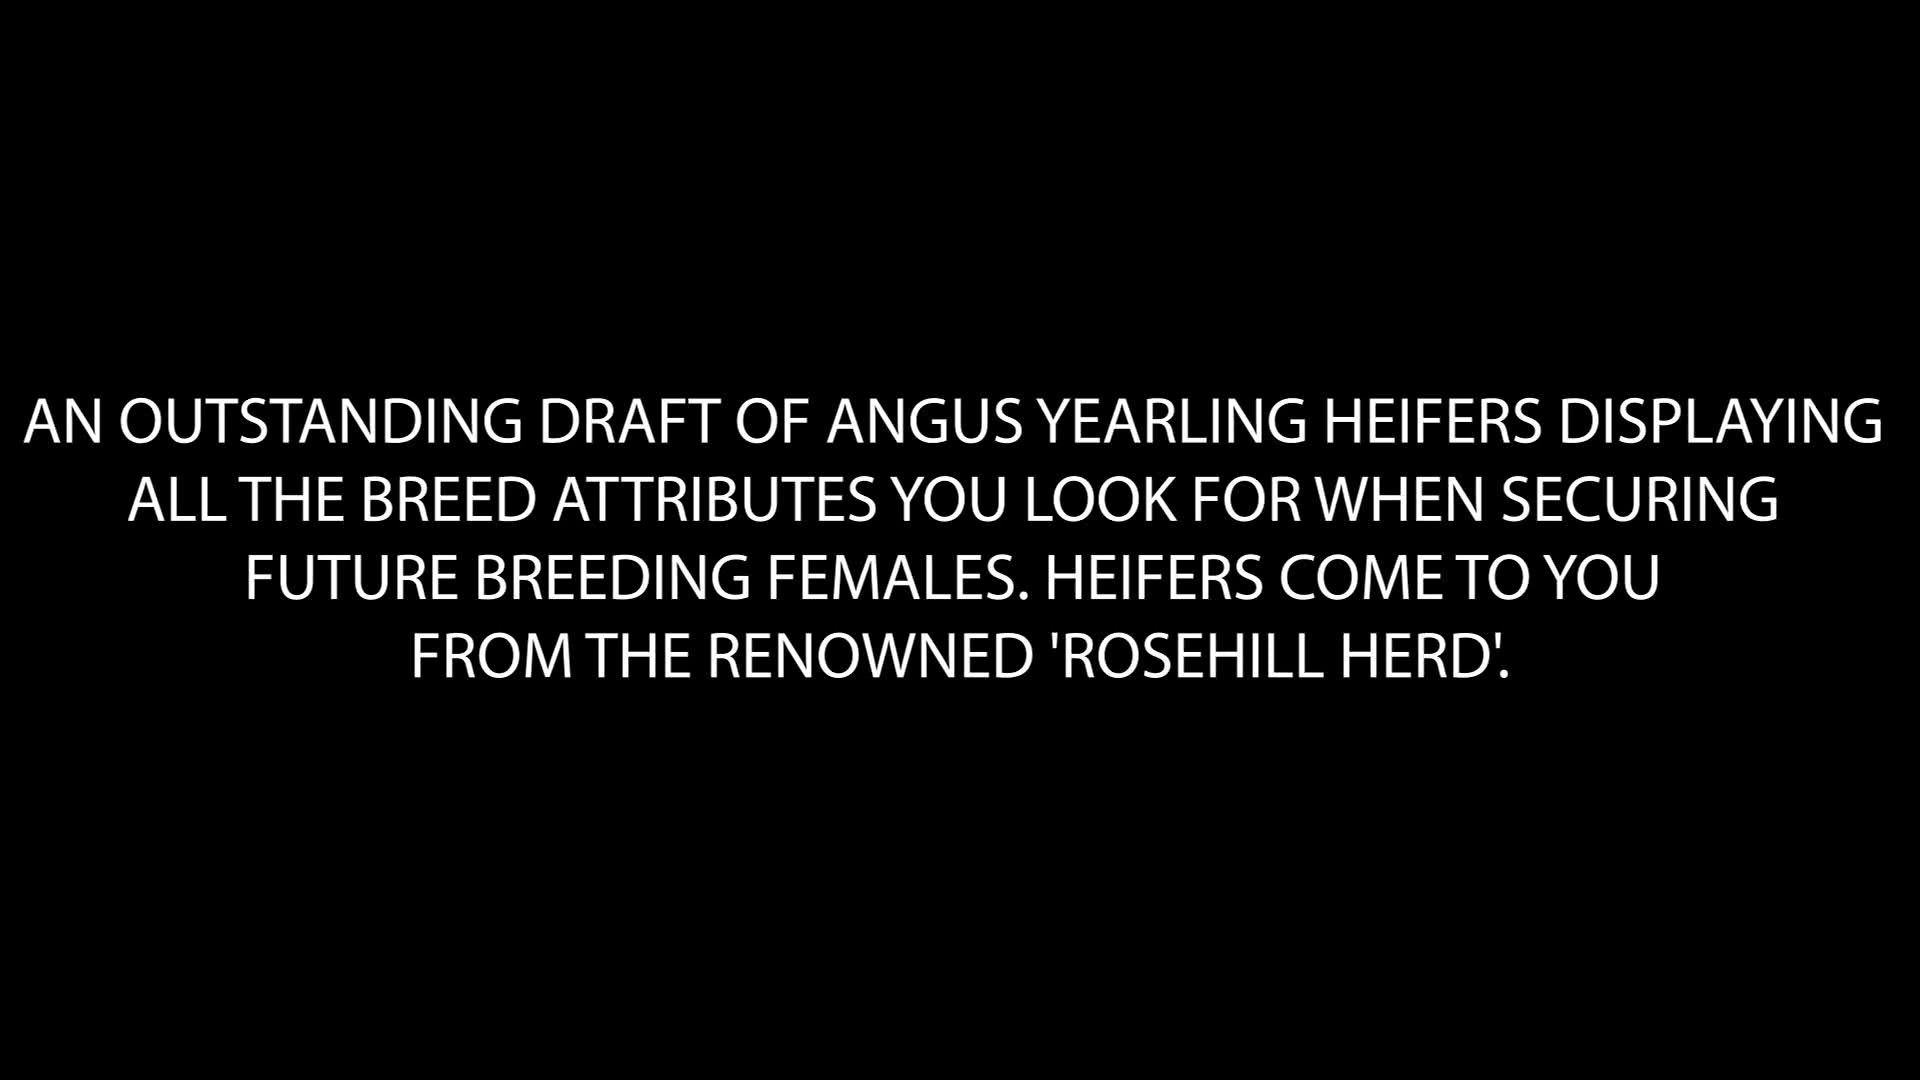 AN OUTSTANDING DRAFT OF ANGUS YEARLING HEIFERS DISPLAYING
ALL THE BREED ATTRIBUTES YOU LOOK FOR WHEN SECURING
FUTURE BREEDING FEMALES. HEIFERS COME TO YOU
FROM THE RENOWNED 'ROSEHILL HERD'.